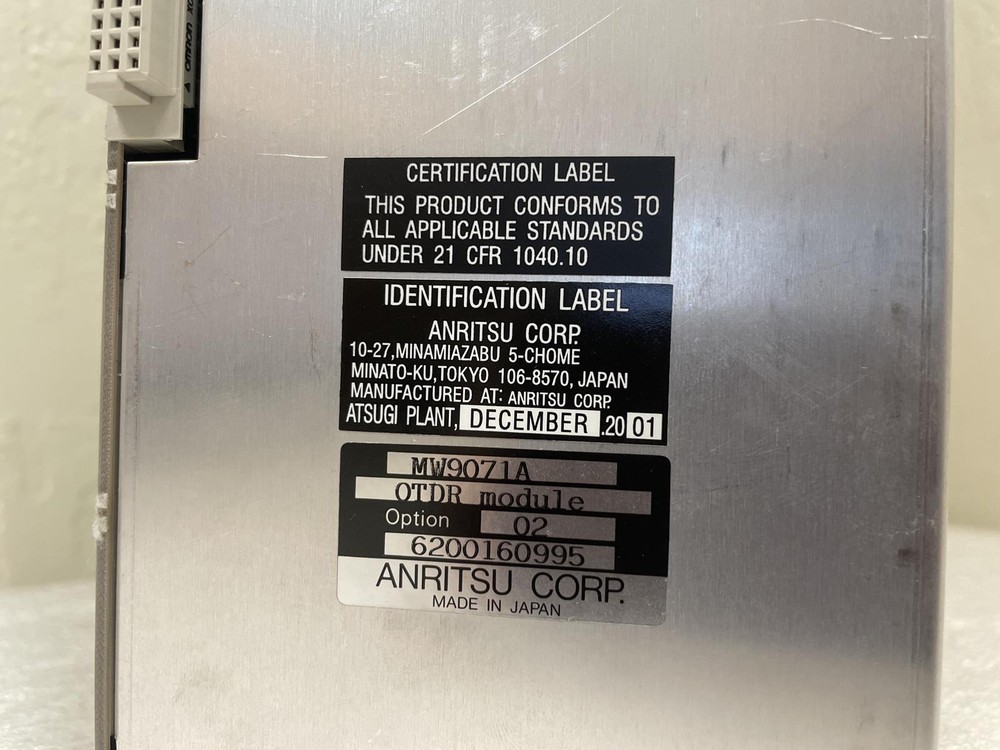 omron
CERTIFICATION LABEL
THIS PRODUCT CONFORMS TO
ALL APPLICABLE STANDARDS
UNDER 21 CFR 1040.10
IDENTIFICATION LABEL
ANRITSU CORP.
10-27,MINAMIAZABU 5-CHOME
MINATO-KU,TOKYO 106-8570, JAPAN
MANUFACTURED AT: ANRITSU CORP.
ATSUGI PLANT, DECEMBER .20 01
MW9071A
OTDR module
Option 02
6200160995
ANRITSU CORP.
MADE IN JAPAN